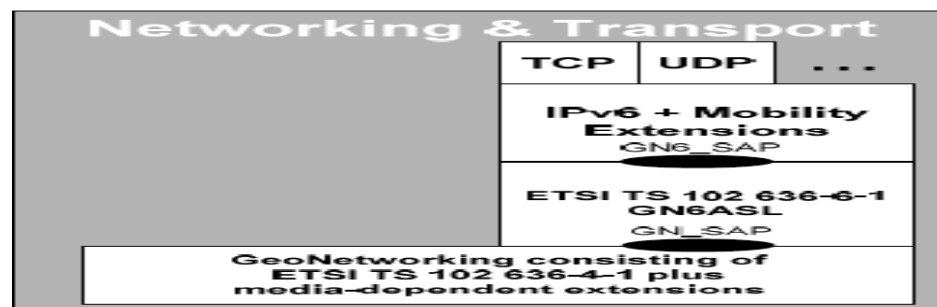 Networking & Transport
TCP UDP ...
IPv6 + Mobility
Extensions
GN6_SAP
ETSI TS 102 636-6-1
GN6ASL
GN_SAP
GeoNetworking consisting of
ETSI TS 102 636-4-1 plus
media-dependent extensions